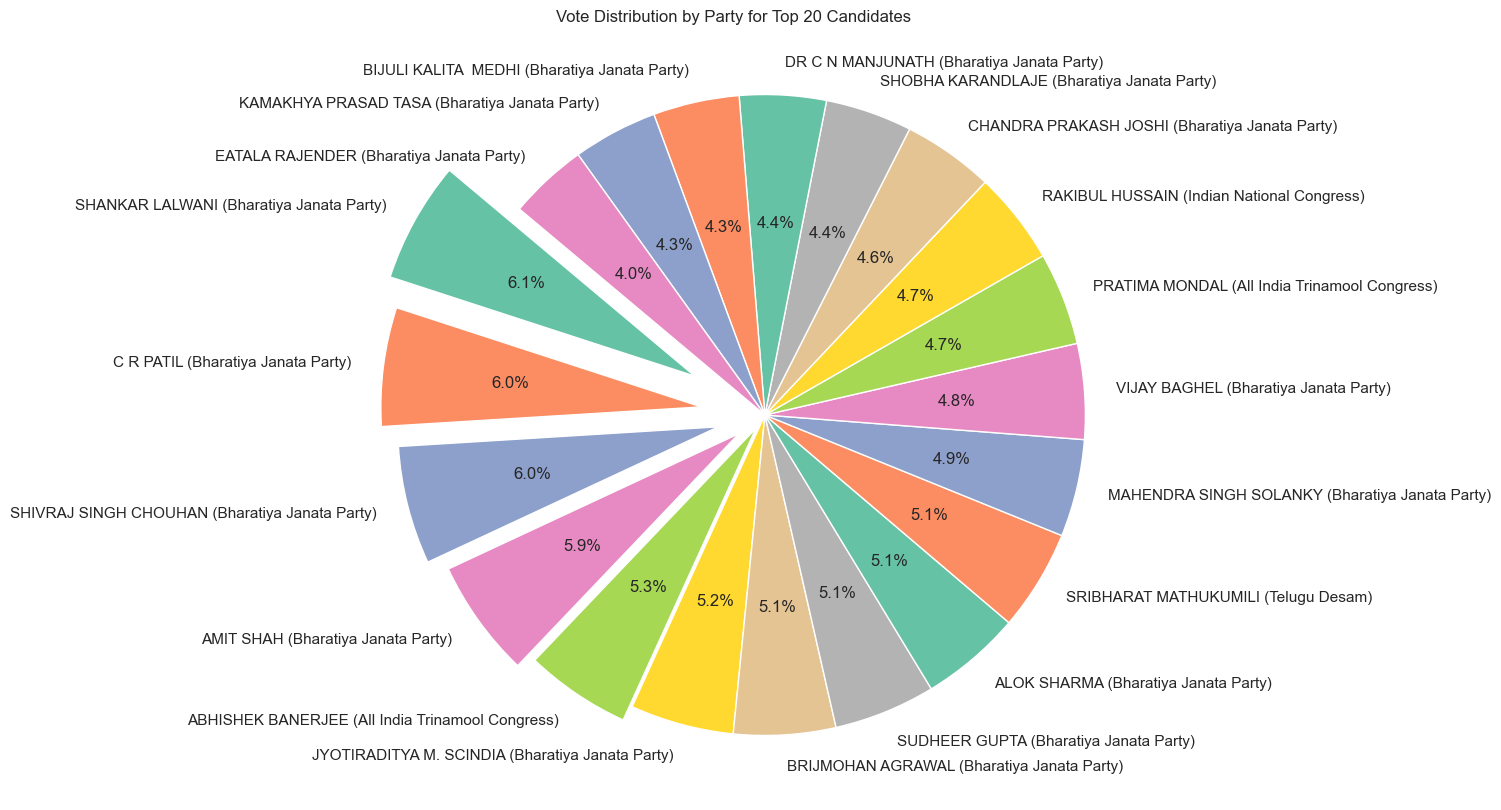 Vote Distribution by Party for Top 20 Candidates
DR C N MANJUNATH (Bharatiya Janata Party)
BIJULI KALITA  MEDHI (Bharatiya Janata Party)
SHOBHA KARANDLAJE (Bharatiya Janata Party)
KAMAKHYA PRASAD TASA (Bharatiya Janata Party)
CHANDRA PRAKASH JOSHI (Bharatiya Janata Party)
EATALA RAJENDER (Bharatiya Janata Party)
RAKIBUL HUSSAIN (Indian National Congress)
SHANKAR LALWANI (Bharatiya Janata Party)
4.3%
4.4%
4.4%
4.3%
4.6%
4.0%
6.1%
PRATIMA MONDAL (All India Trinamool Congress)
4.7%
4.7%
C R PATIL (Bharatiya Janata Party)
6.0%
VIJAY BAGHEL (Bharatiya Janata Party)
4.8%
4.9%
6.0%
MAHENDRA SINGH SOLANKY (Bharatiya Janata Party)
SHIVRAJ SINGH CHOUHAN (Bharatiya Janata Party)
5.1%
5.9%
5.1%
5.3%
5.1%
SRIBHARAT MATHUKUMILI (Telugu Desam)
5.2%
5.1%
AMIT SHAH (Bharatiya Janata Party)
ALOK SHARMA (Bharatiya Janata Party)
ABHISHEK BANERJEE (All India Trinamool Congress)
SUDHEER GUPTA (Bharatiya Janata Party)
JYOTIRADITYA M. SCINDIA (Bharatiya Janata Party)
BRIJMOHAN AGRAWAL (Bharatiya Janata Party)